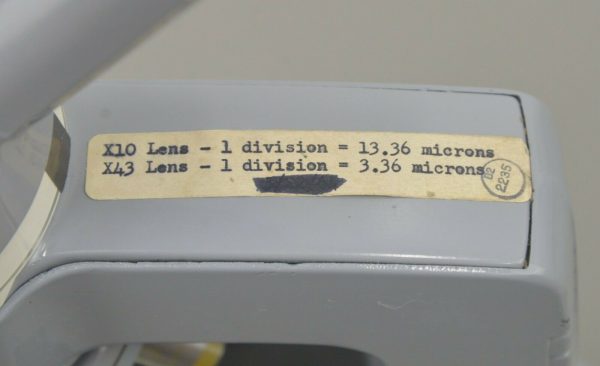 X10 Lens - 1 division = 13.36 microns
X43 Lens - 1 division = 3.36 microns
2235